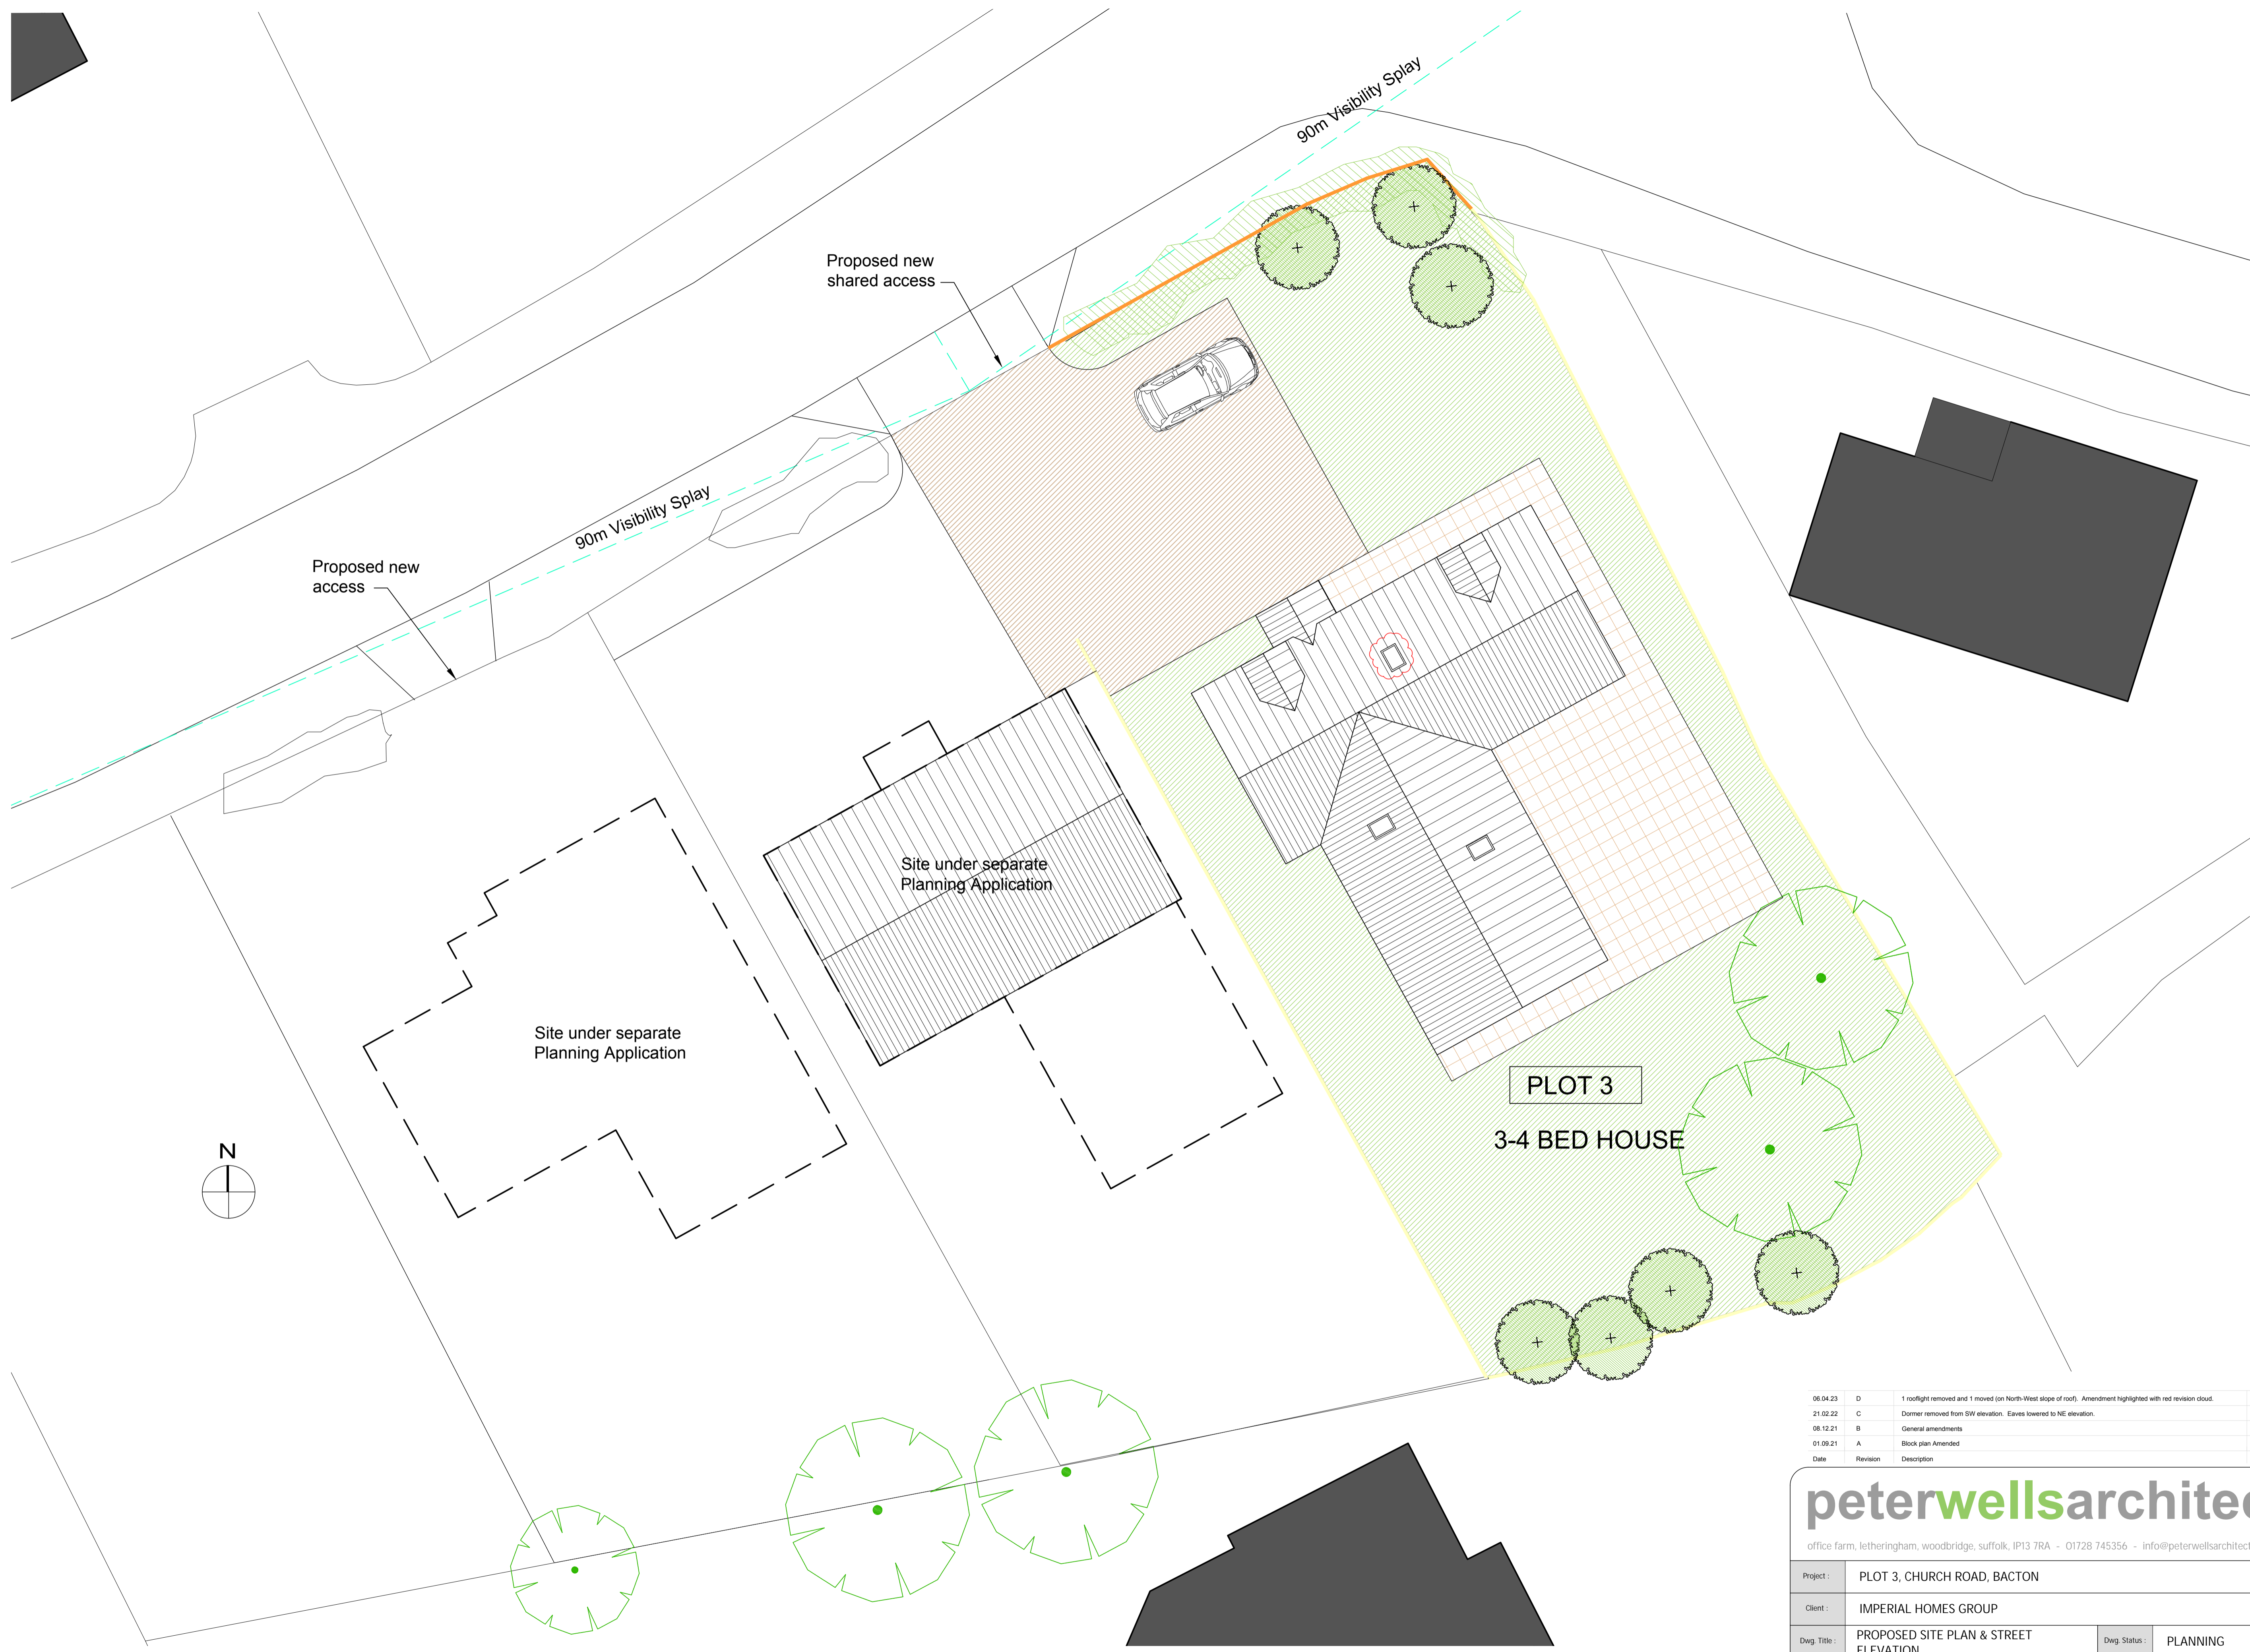 90m Visibility Splay
Proposed new
shared access
90m Visibility Splay
Proposed new
access
Site under separate
Planning Application
Site under separate
Planning Application
PLOT 3
3-4 BED HOUSE
N
06.04.23 D 1 rooflight removed and 1 moved (on North-West slope of roof). Amendment highlighted with red revision cloud.
21.02.22 C Dormer removed from SW elevation. Eaves lowered to NE elevation.
08.12.21 B General amendments
01.09.21 A Block plan Amended
Date Revision Description
peterwellsarchitec
office farm, letheringham, woodbridge, suffolk, IP13 7RA - 01728 745356 - info@peterwellsarchitect
Project : PLOT 3, CHURCH ROAD, BACTON
Client : IMPERIAL HOMES GROUP
Dwg. Title : PROPOSED SITE PLAN & STREET
ELEVATION
Dwg. Status : PLANNING